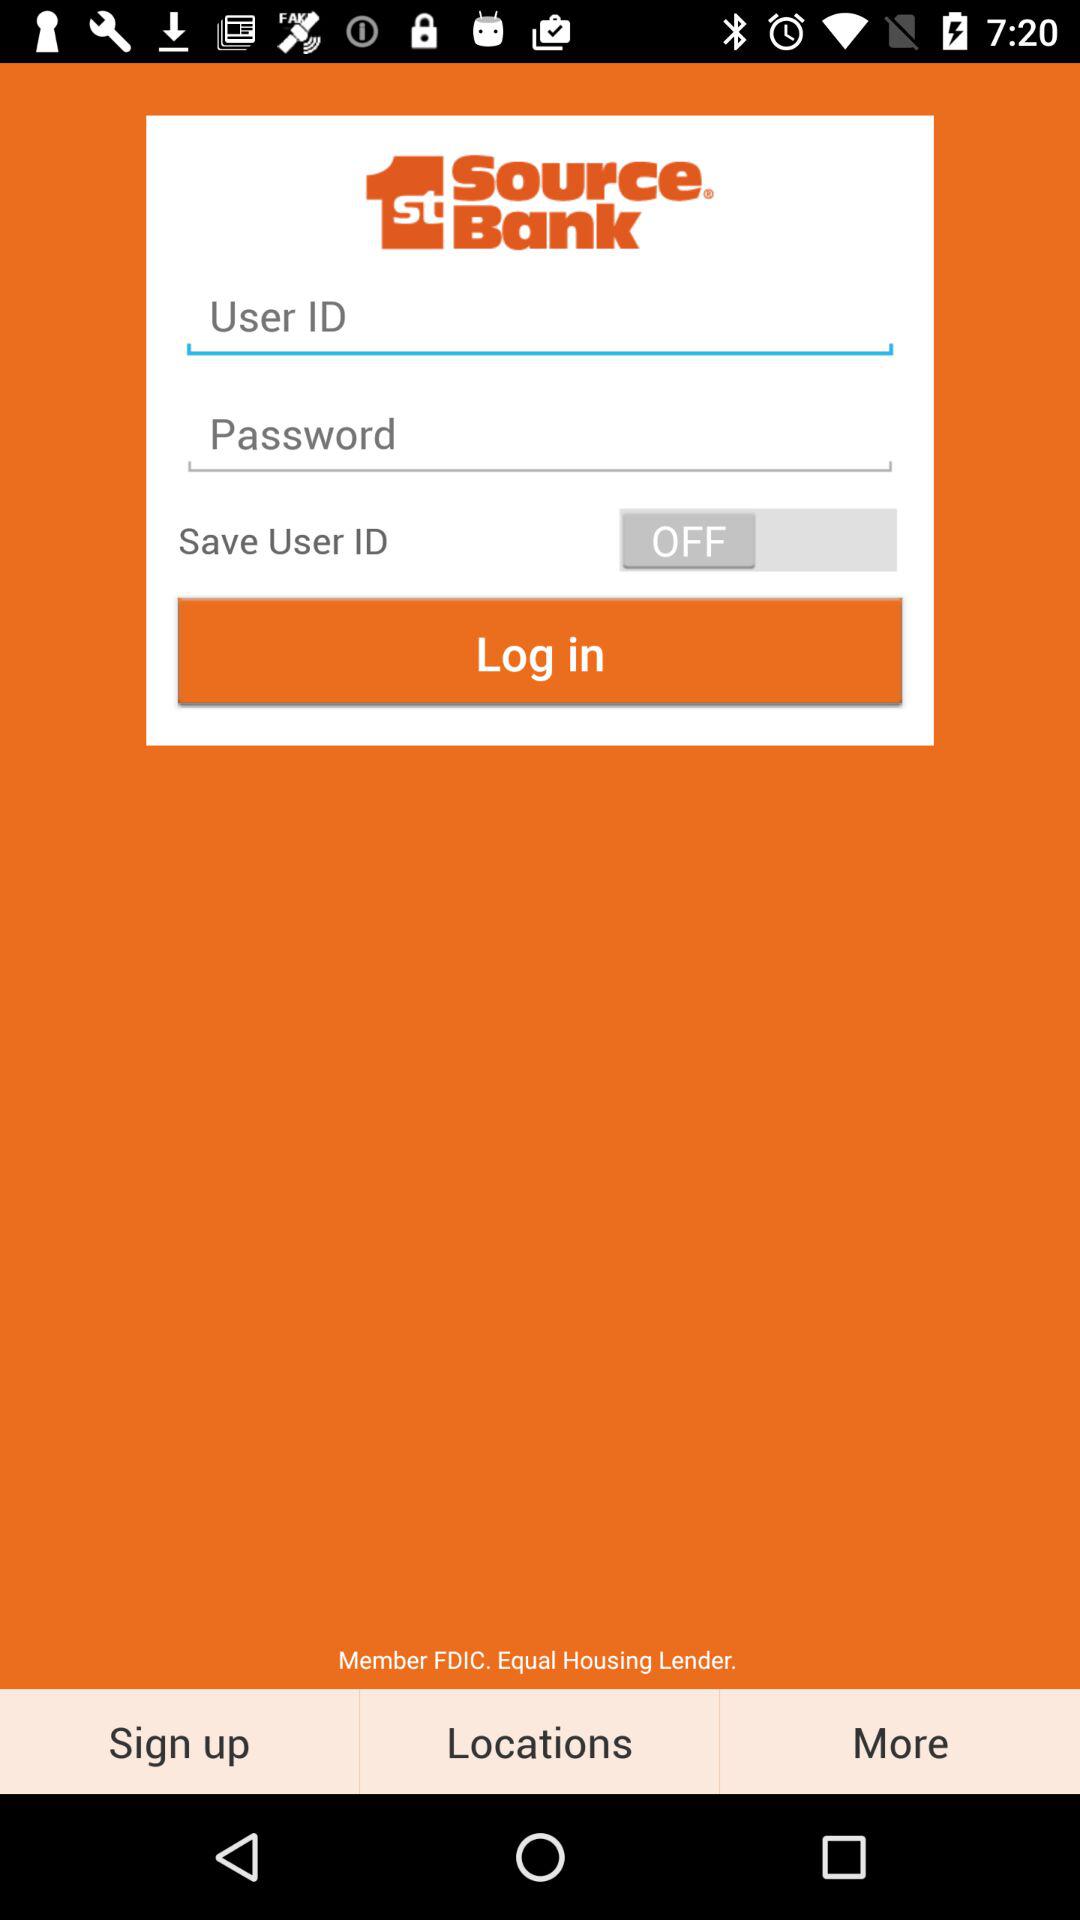 FAKE
7:20
1st Source Bank®
User ID
Password
Save User ID OFF
Log in
Member FDIC. Equal Housing Lender.
Sign up Locations More